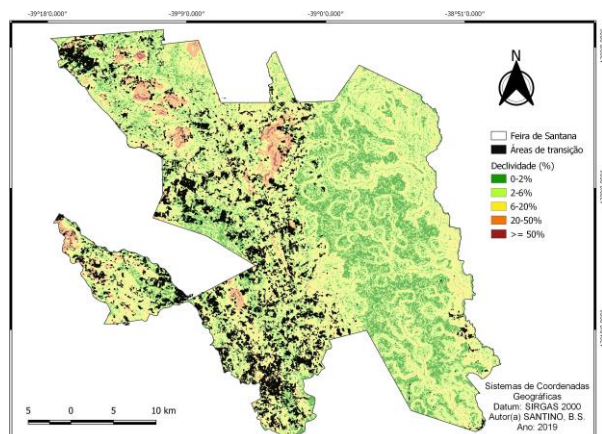 -39°18'0,000" -39°9'0,000" -39°0'0,000" -38°51'0,000"
N
Feira de Santana
Áreas de transição
Declividade (%)
0-2%
2-6%
6-20%
20-50%
>= 50%
Sistemas de Coordenadas
Geográficas
Datum: SIRGAS 2000
Autor(a) SANTINO, B.S.
Ano: 2019
5 0 5 10 km